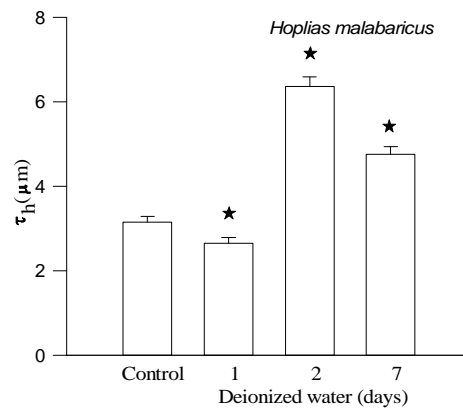 Hoplias malabaricus
8
6
4
2
0
τh(μm)
Control 1 2 7
Deionized water (days)